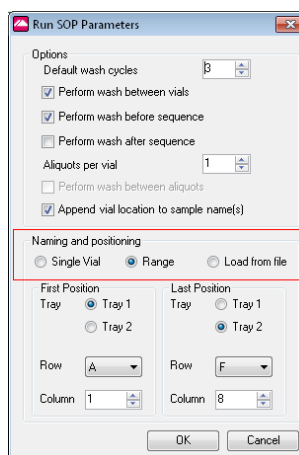 Run SOP Parameters
Options
Default wash cycles 3
Perform wash between vials
Perform wash before sequence
Perform wash after sequence
Aliquots per vial 1
Perform wash between aliquots
Append vial location to sample name(s)
Naming and positioning
Single Vial Range Load from file
First Position Last Position
Tray Tray 1 Tray Tray 1
Tray 2 Tray 2
Row A Row F
Column 1 Column 8
OK Cancel